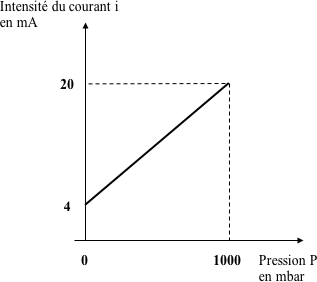 Intensité du courant i
en mA
20
4
0
1000
Pression P
en mbar